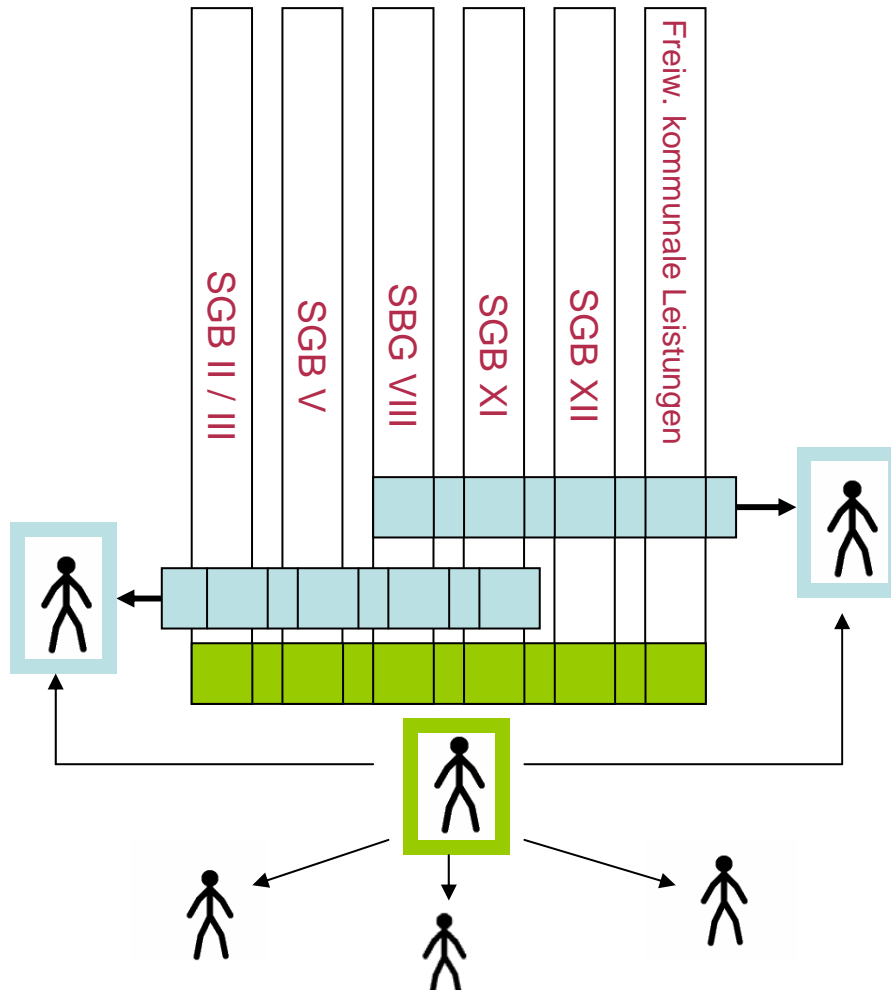 SGB II / III
SGB V
SBG VIII
SGB XI
SGB XII
Freiw. kommunale Leistungen